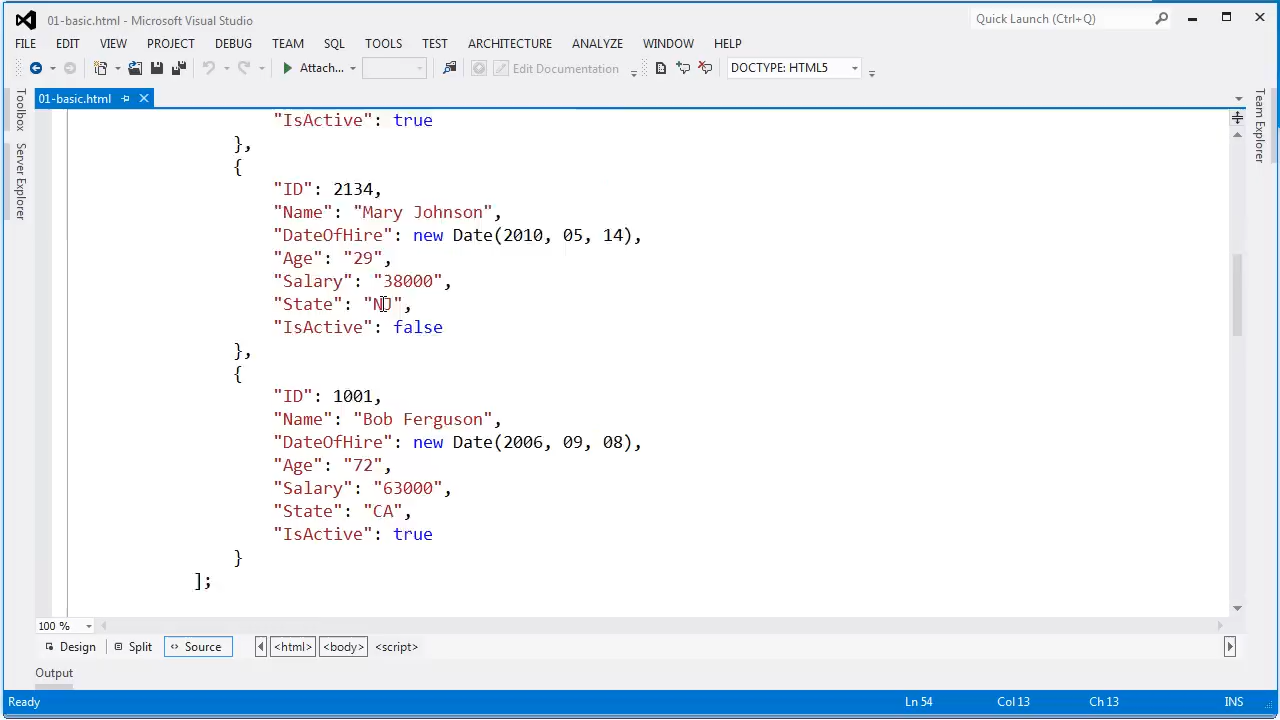 01-basic.html - Microsoft Visual Studio
Quick Launch (Ctrl+Q)
FILE EDIT VIEW PROJECT DEBUG TEAM SQL TOOLS TEST ARCHITECTURE ANALYZE WINDOW HELP
Attach... Edit Documentation DOCTYPE: HTML5
01-basic.html
Toolbox
Server Explorer
Team Explorer
"IsActive": true
},
{
"ID": 2134,
"Name": "Mary Johnson",
"DateOfHire": new Date(2010, 05, 14),
"Age": "29",
"Salary": "38000",
"State": "NJ",
"IsActive": false
},
{
"ID": 1001,
"Name": "Bob Ferguson",
"DateOfHire": new Date(2006, 09, 08),
"Age": "72",
"Salary": "63000",
"State": "CA",
"IsActive": true
}
];
100 %
Design Split Source <html> <body> <script>
Output
Ready Ln 54 Col 13 Ch 13 INS